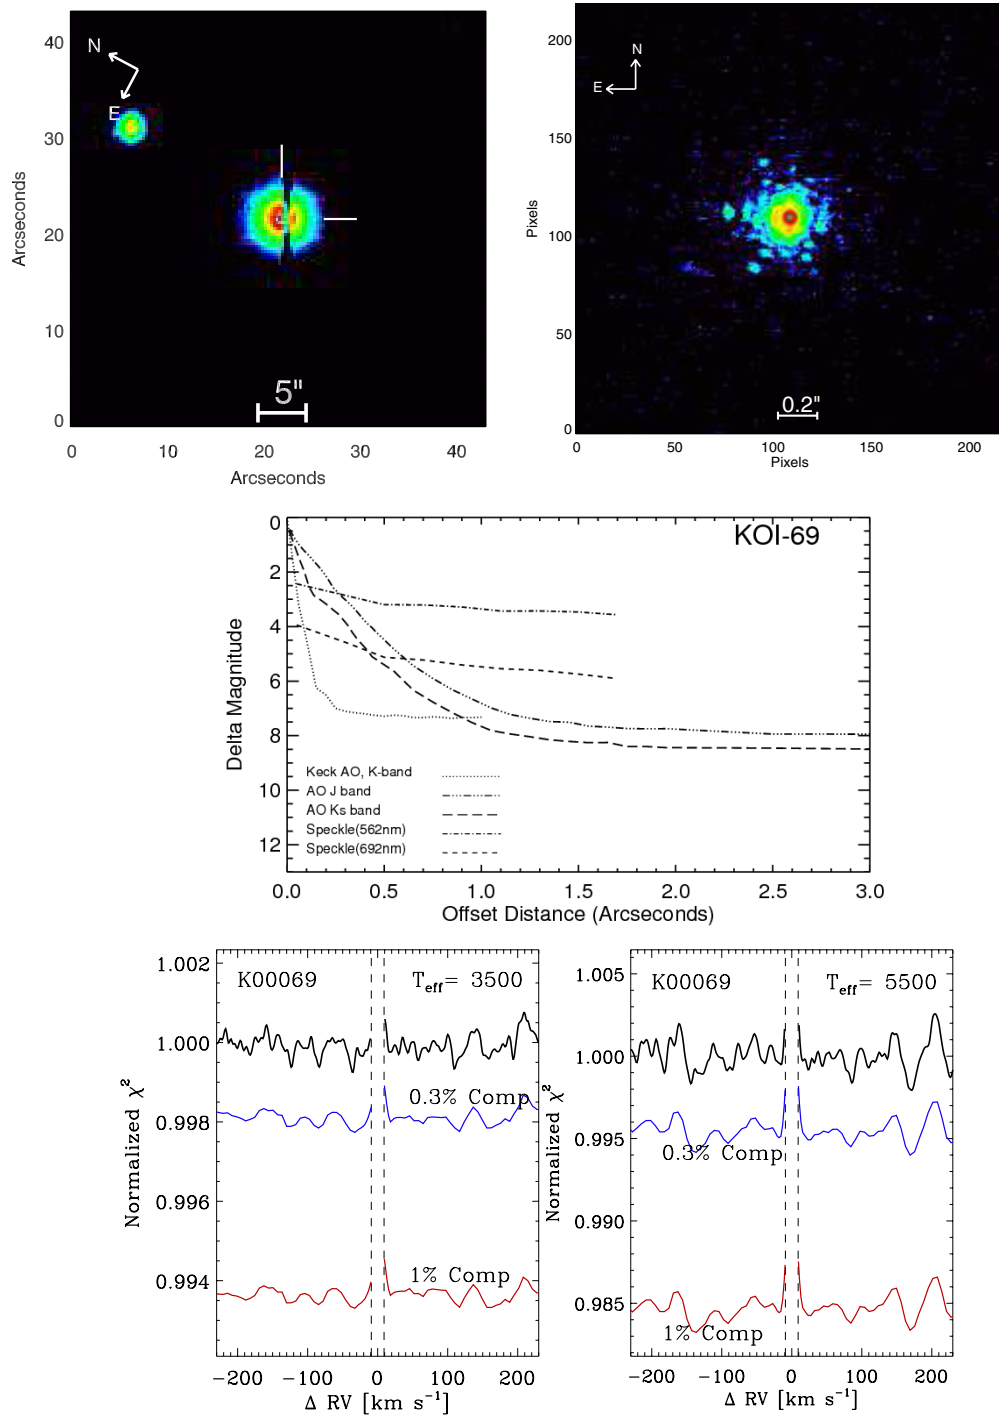 40
30
20
10
0
Arcseconds
N
E
5"
0 10 20 30 40
Arcseconds
200
150
100
50
0
Pixels
N
E
0.2"
0 50 100 150 200
Pixels
KOI-69
0
2
4
6
8
10
12
Delta Magnitude
Keck AO, K-band
AO J band
AO Ks band
Speckle(562nm)
Speckle(692nm)
0.0 0.5 1.0 1.5 2.0 2.5 3.0
Offset Distance (Arcseconds)
1.002
1.000
0.998
0.996
0.994
Normalized χ²
K00069 Teff= 3500
0.3% Comp
1% Comp
−200 −100 0 100 200
Δ RV [km s⁻¹]
1.005
1.000
0.995
0.990
0.985
Normalized χ²
K00069 Teff= 5500
0.3% Comp
1% Comp
−200 −100 0 100 200
Δ RV [km s⁻¹]